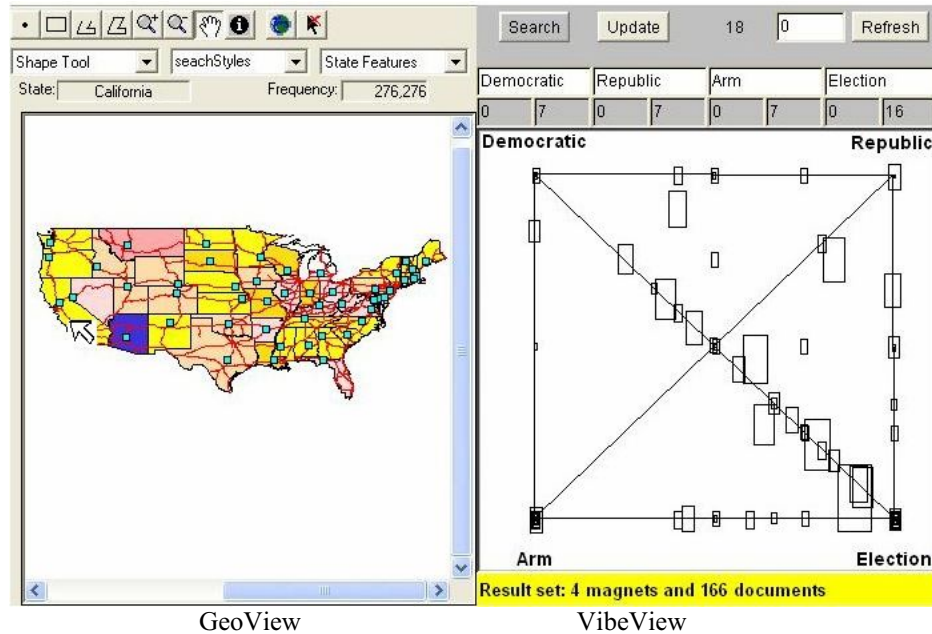 Shape Tool seachStyles State Features
State: California Frequency: 276,276
Search Update 18 0 Refresh
Democratic Republic Arm Election
0 7 0 7 0 7 0 16
Democratic Republic
Arm Election
Result set: 4 magnets and 166 documents
GeoView VibeView